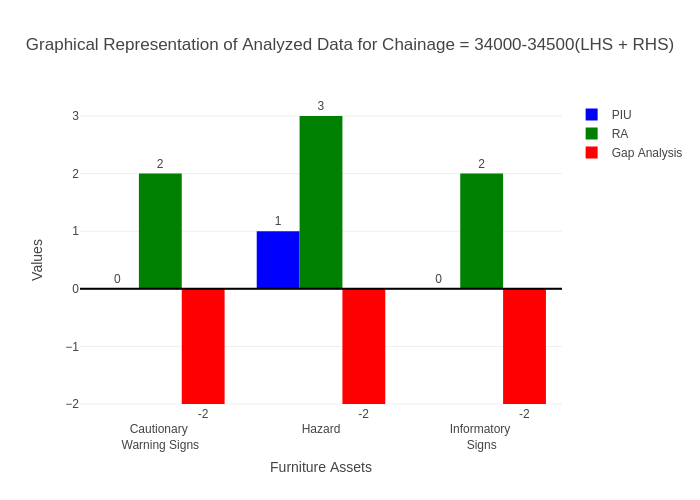 Graphical Representation of Analyzed Data for Chainage = 34000-34500(LHS + RHS)
PIU
RA
Gap Analysis
Values
3
2
1
0
−1
−2
0
2
-2
1
3
-2
0
2
-2
Cautionary
Warning Signs
Hazard
Informatory
Signs
Furniture Assets